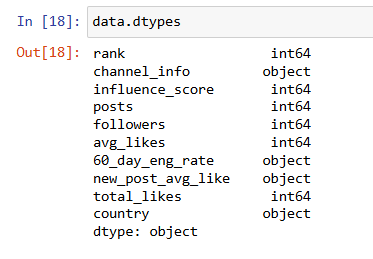 In [18]: data.dtypes
Out[18]: rank int64
channel_info object
influence_score int64
posts int64
followers int64
avg_likes int64
60_day_eng_rate object
new_post_avg_like object
total_likes int64
country object
dtype: object